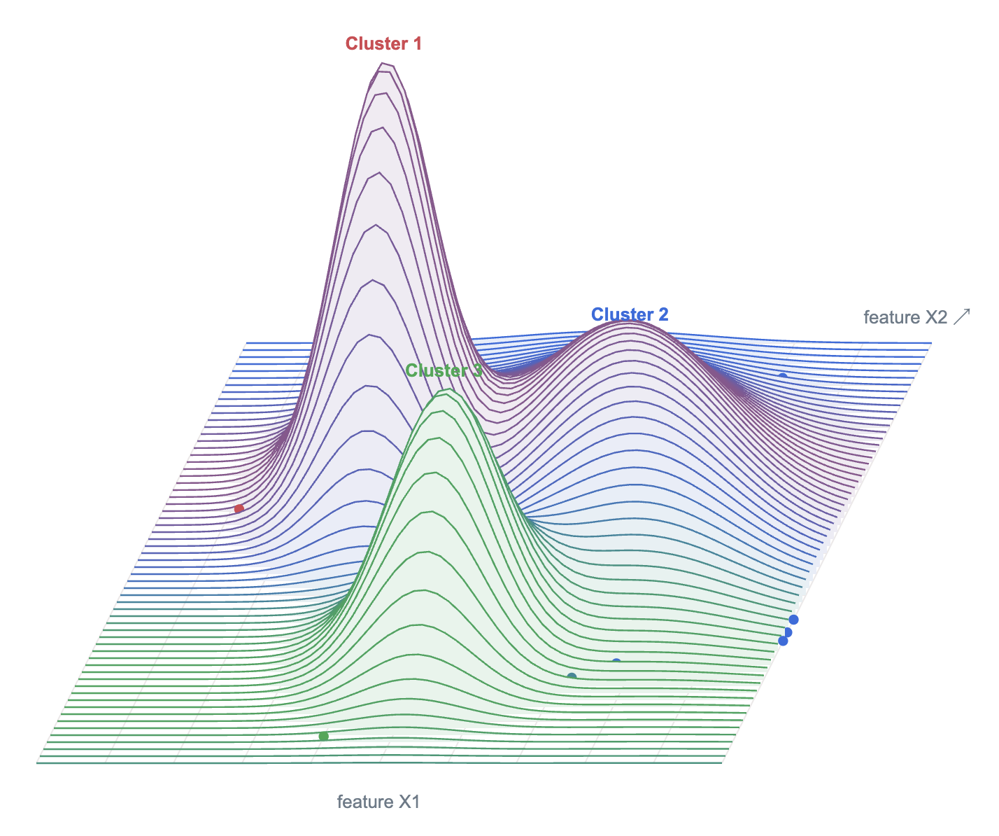 Cluster 1
Cluster 2
feature X2 ↗
Cluster 3
feature X1